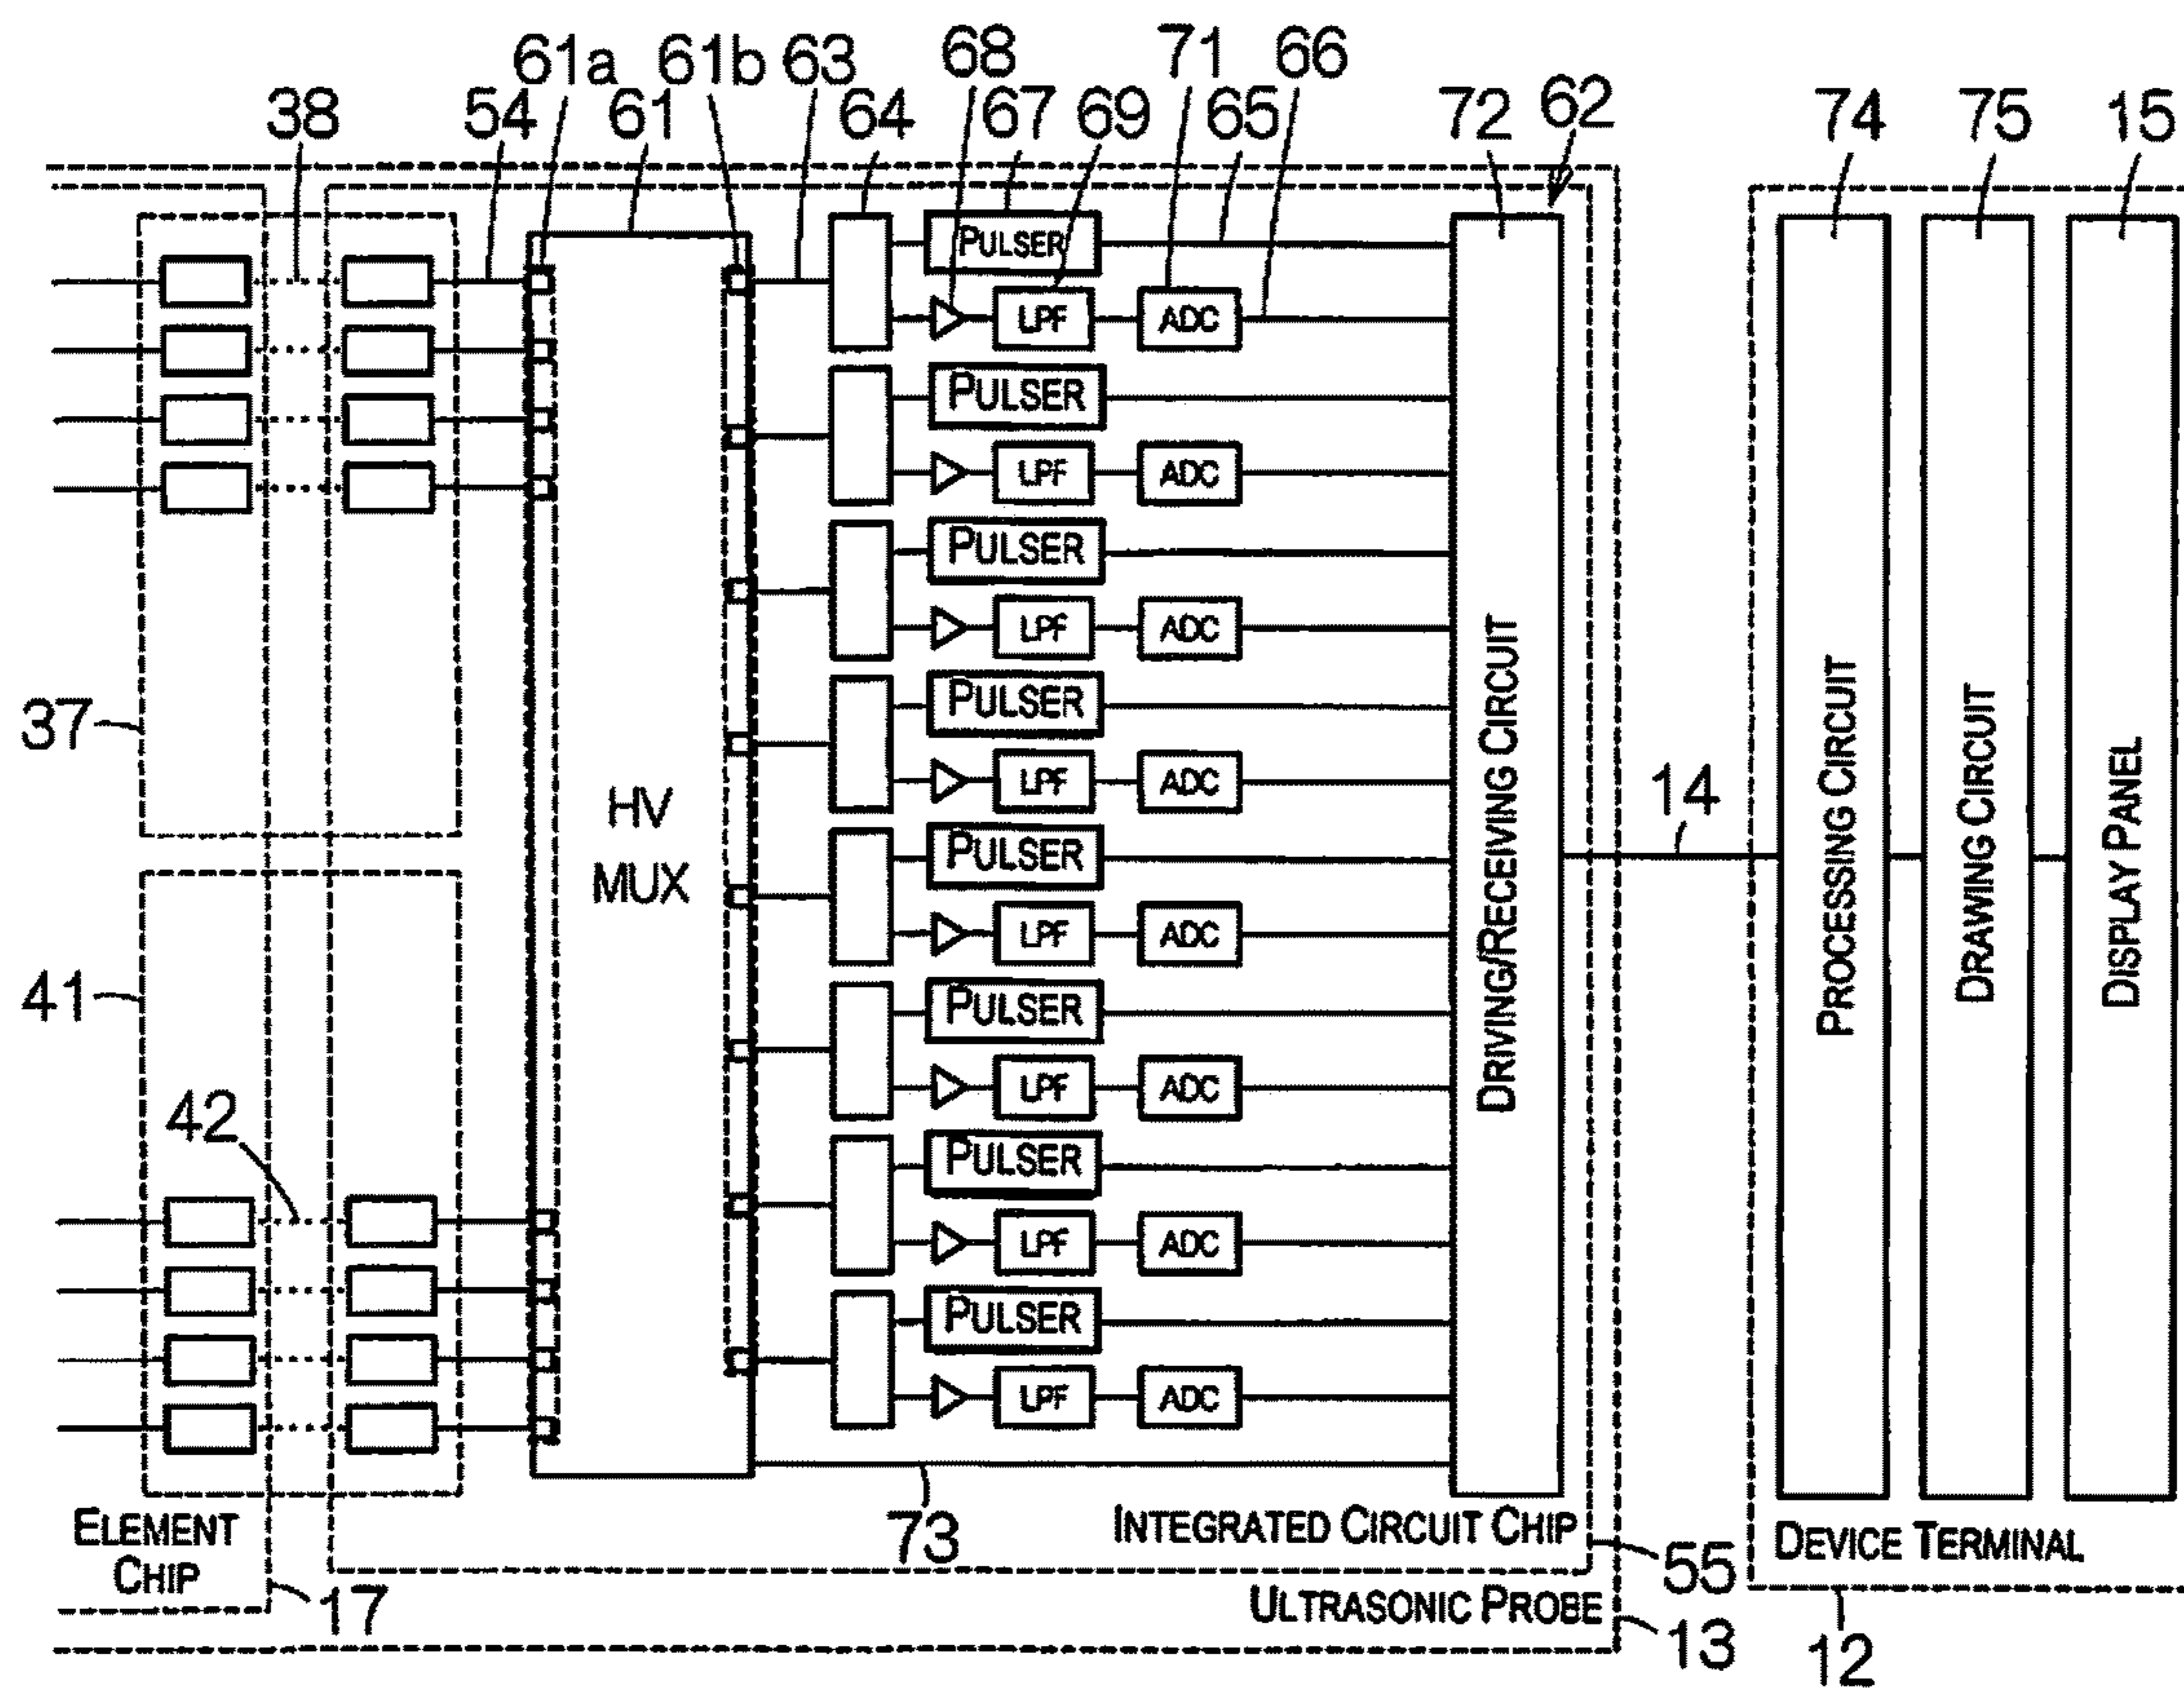 61a 61b 63 68 71 66
38 54 61 64 67 69 65 72 62 74 75 15
PULSER
LPF ADC
PULSER
LPF ADC
PULSER
LPF ADC
PULSER
LPF ADC
PULSER
LPF ADC
PULSER
LPF ADC
PULSER
LPF ADC
PULSER
LPF ADC
37
HV
MUX
41
42
DRIVING/RECEIVING CIRCUIT
14
PROCESSING CIRCUIT
DRAWING CIRCUIT
DISPLAY PANEL
ELEMENT
CHIP
17
73
INTEGRATED CIRCUIT CHIP
55
ULTRASONIC PROBE
13
DEVICE TERMINAL
12